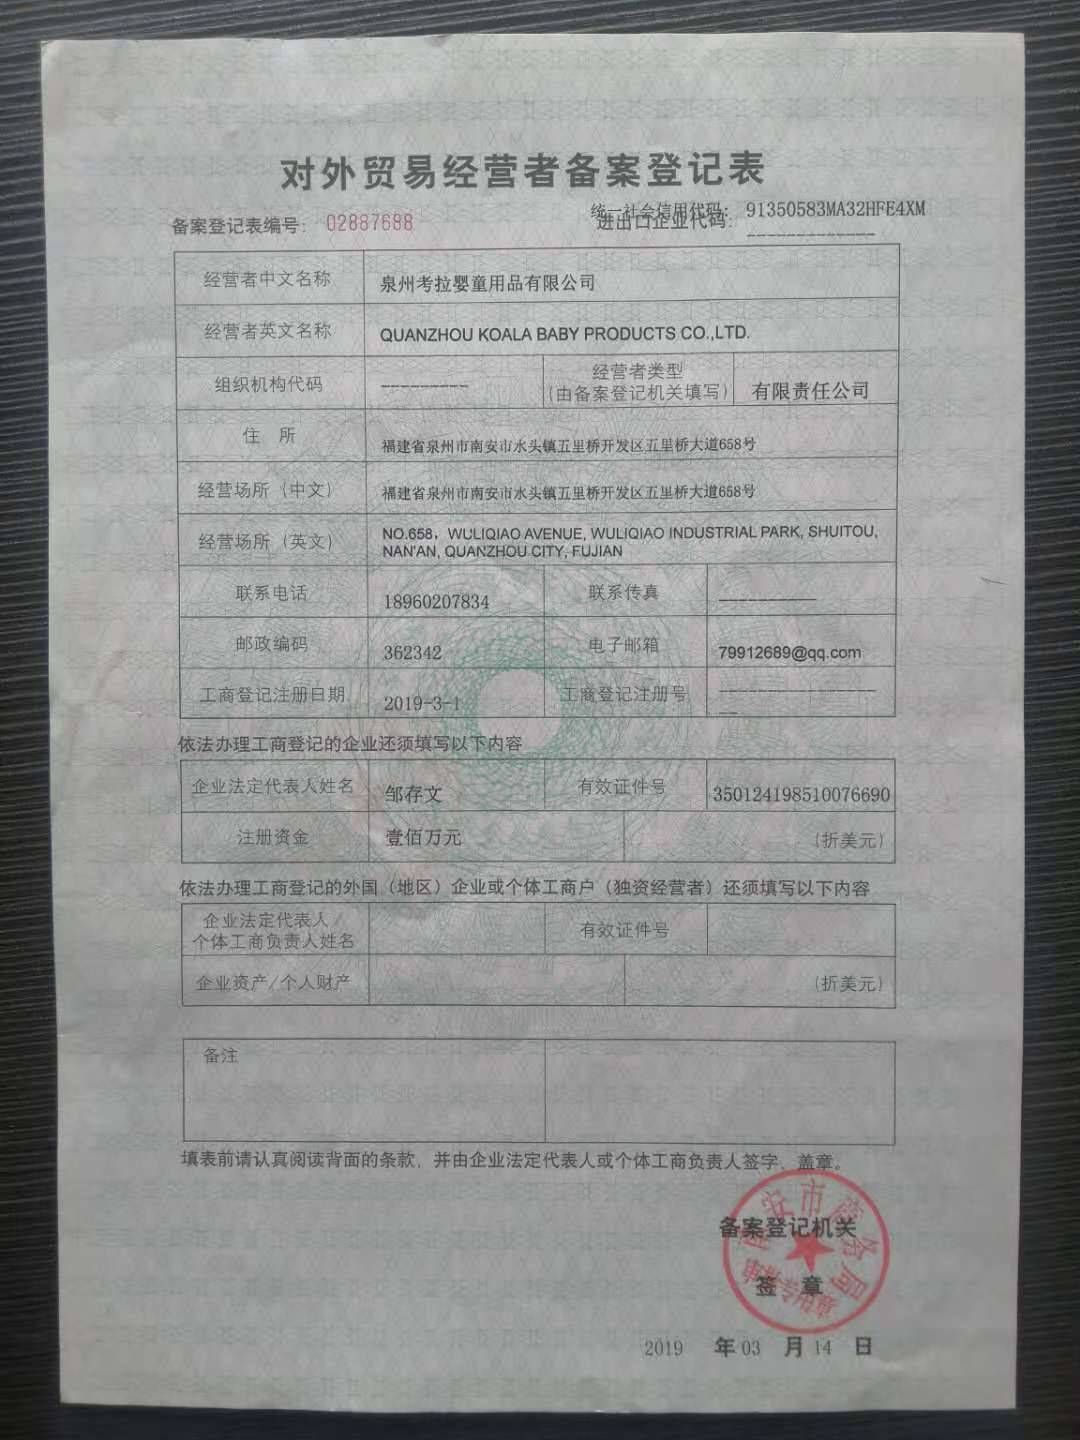 对外贸易经营者备案登记表
统一社会信用代码: 91350583MA32HFE4XM
备案登记表编号: 02887688
进出口企业代码: -------------
经营者中文名称 泉州考拉婴童用品有限公司
经营者英文名称 QUANZHOU KOALA BABY PRODUCTS CO.,LTD.
组织机构代码 --------- 经营者类型
(由备案登记机关填写) 有限责任公司
住 所 福建省泉州市南安市水头镇五里桥开发区五里桥大道658号
经营场所（中文） 福建省泉州市南安市水头镇五里桥开发区五里桥大道658号
经营场所（英文） NO.658，WULIQIAO AVENUE, WULIQIAO INDUSTRIAL PARK, SHUITOU,
NAN'AN, QUANZHOU CITY, FUJIAN
联系电话 18960207834 联系传真 ----------
邮政编码 362342 电子邮箱 79912689@qq.com
工商登记注册日期 2019-3-1 工商登记注册号 ----------------
--
依法办理工商登记的企业还须填写以下内容
企业法定代表人姓名 邹存文 有效证件号 350124198510076690
注册资金 壹佰万元 (折美元)
依法办理工商登记的外国（地区）企业或个体工商户（独资经营者）还须填写以下内容
企业法定代表人/
个体工商负责人姓名 有效证件号
企业资产/个人财产 (折美元)
备注
填表前请认真阅读背面的条款，并由企业法定代表人或个体工商负责人签字、盖章。
南安市商务局
备案登记机关
签 章
审批专用章
2019 年 03 月 14 日